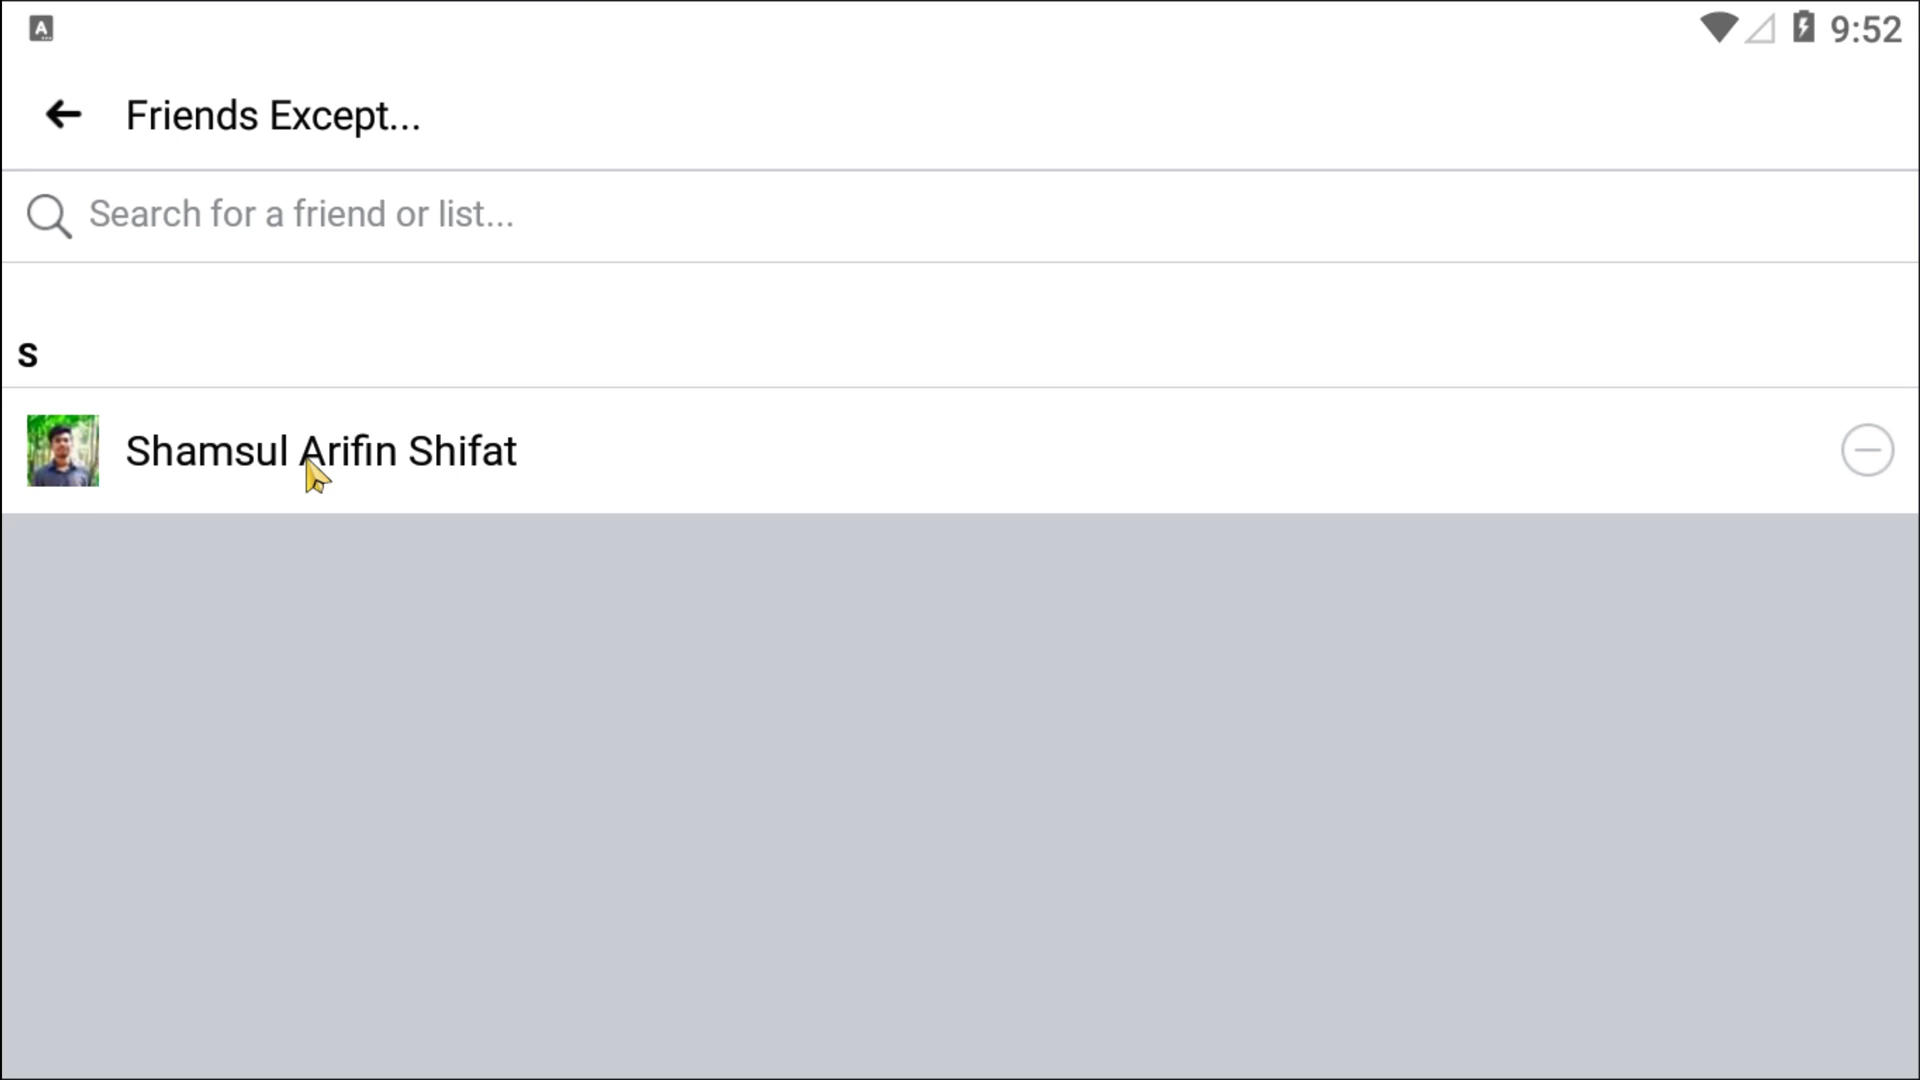 A
9:52
Friends Except...
Search for a friend or list...
S
Shamsul Arifin Shifat